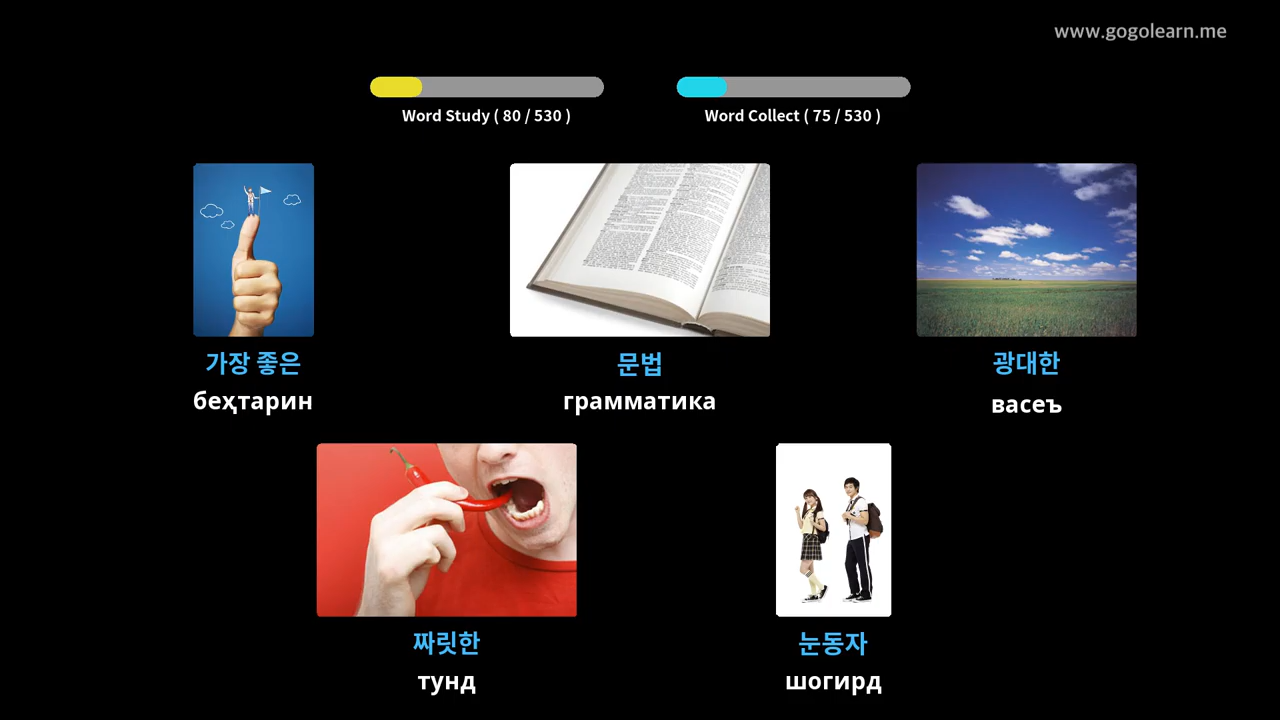 www.gogolearn.me
Word Study ( 80 / 530 )
Word Collect ( 75 / 530 )
가장 좋은
беҳтарин
문법
грамматика
광대한
васеъ
짜릿한
тунд
눈동자
шогирд